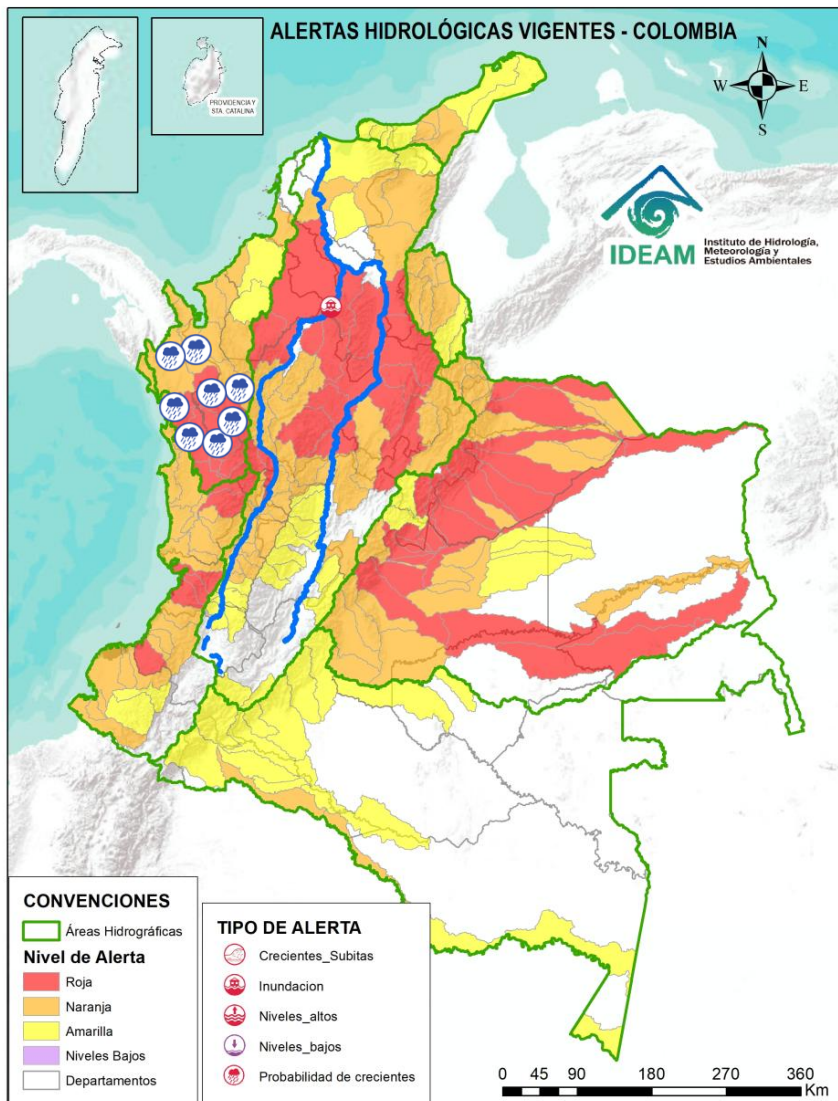 ALERTAS HIDROLÓGICAS VIGENTES - COLOMBIA
PROVIDENCIA Y
STA. CATALINA
N
W
E
S
IDEAM
Instituto de Hidrología,
Meteorología y
Estudios Ambientales
CONVENCIONES
Áreas Hidrográficas
Nivel de Alerta
Roja
Naranja
Amarilla
Niveles Bajos
Departamentos
TIPO DE ALERTA
Crecientes_Subitas
Inundacion
Niveles_altos
Niveles_bajos
Probabilidad de crecientes
0 45 90 180 270 360
Km